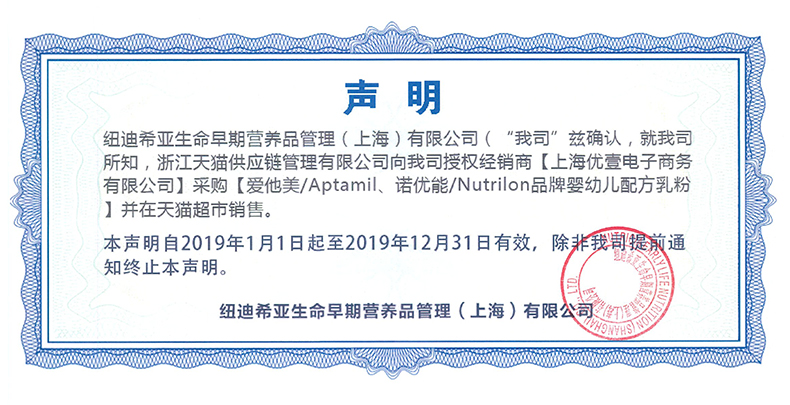 声 明
纽迪希亚生命早期营养品管理（上海）有限公司（“我司”兹确认，就我司
所知，浙江天猫供应链管理有限公司向我司授权经销商【上海优壹电子商务
有限公司】采购【爱他美/Aptamil、诺优能/Nutrilon品牌婴幼儿配方乳粉
】并在天猫超市销售。
本声明自2019年1月1日起至2019年12月31日有效，除非我司提前通
知终止本声明。
纽迪希亚生命早期营养品管理（上海）有限公司
EARLY LIFE NUTRITION (SHANGHAI) CO., LTD.